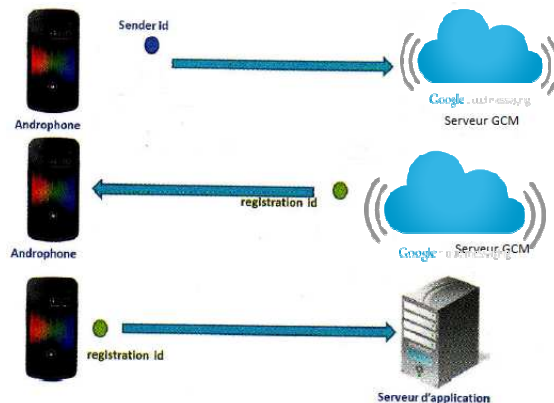 Sender id
Androphone
Google
Serveur GCM
registration id
Androphone
Google
Serveur GCM
registration id
Serveur d'application